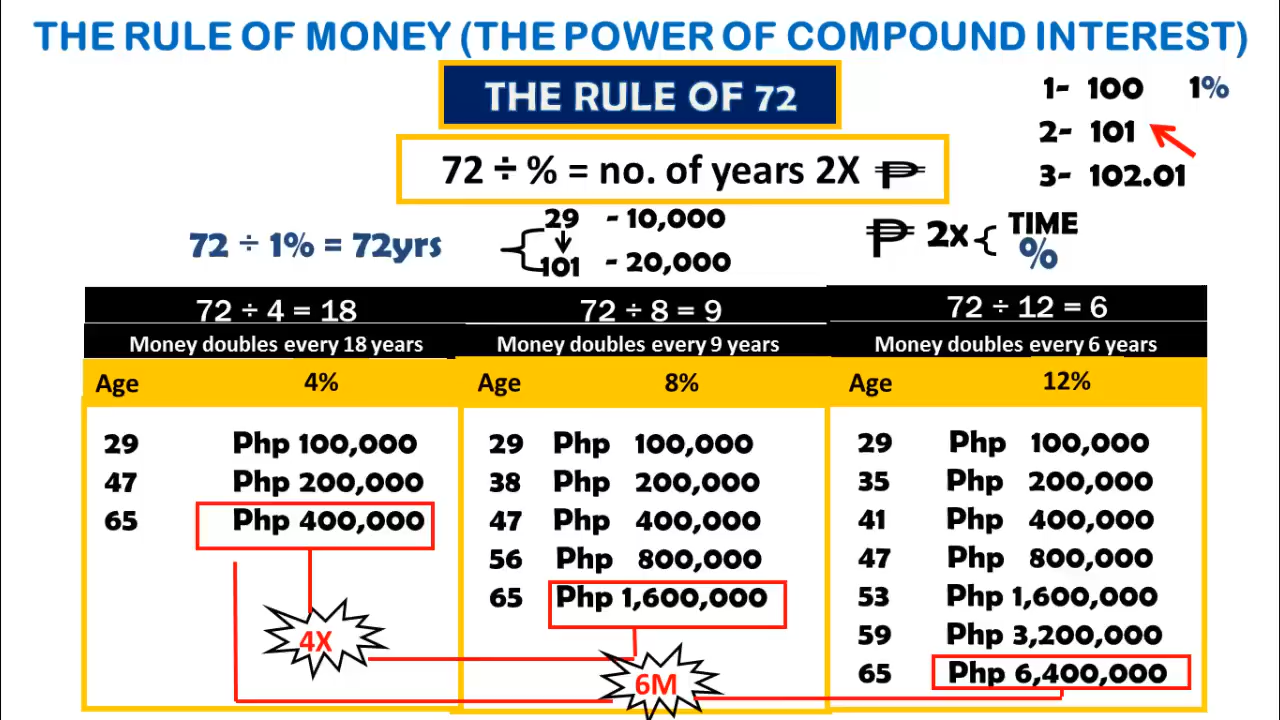 THE RULE OF MONEY (THE POWER OF COMPOUND INTEREST)
THE RULE OF 72
1- 100 1%
2- 101
3- 102.01
72 ÷ % = no. of years 2X ₱
72 ÷ 1% = 72yrs
29 - 10,000
101 - 20,000
₱ 2x { TIME
%
72 ÷ 4 = 18
Money doubles every 18 years
Age 4%
29 Php 100,000
47 Php 200,000
65 Php 400,000
4X
72 ÷ 8 = 9
Money doubles every 9 years
Age 8%
29 Php 100,000
38 Php 200,000
47 Php 400,000
56 Php 800,000
65 Php 1,600,000
6M
72 ÷ 12 = 6
Money doubles every 6 years
Age 12%
29 Php 100,000
35 Php 200,000
41 Php 400,000
47 Php 800,000
53 Php 1,600,000
59 Php 3,200,000
65 Php 6,400,000